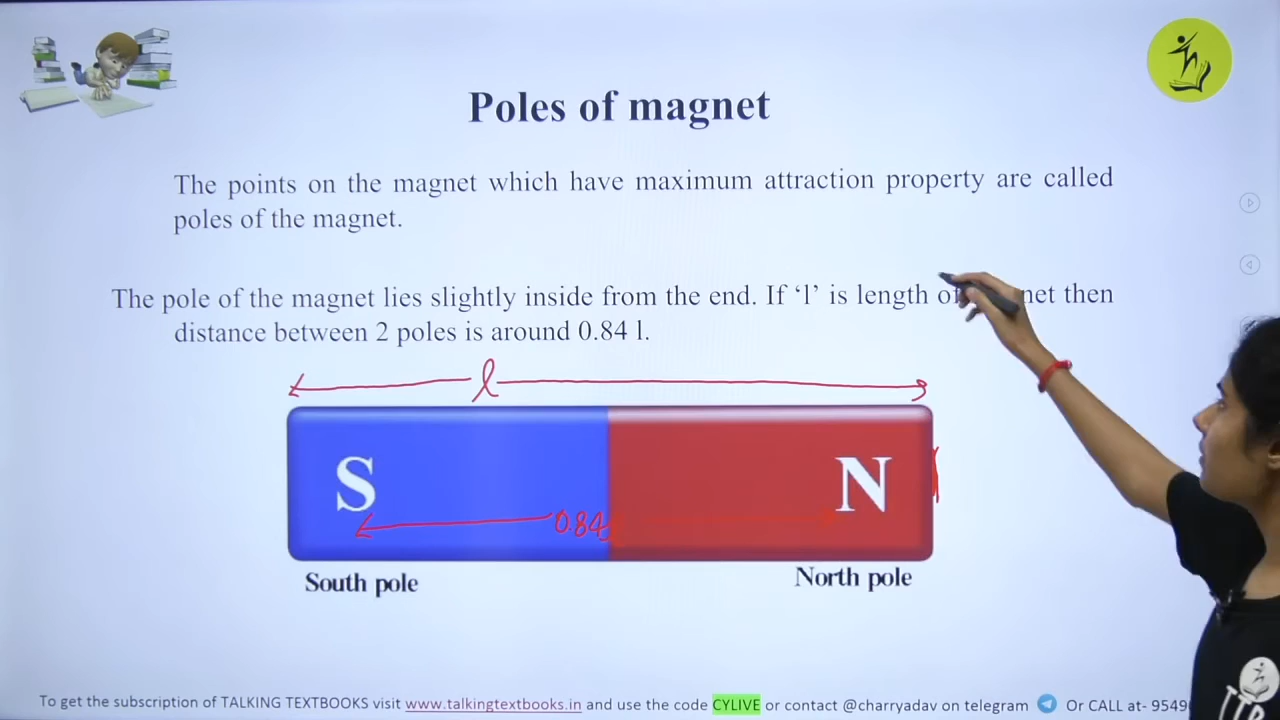 Poles of magnet
The points on the magnet which have maximum attraction property are called
poles of the magnet.
The pole of the magnet lies slightly inside from the end. If ‘l’ is length of then
distance between 2 poles is around 0.84 l.
l
S N
0.84
South pole North pole
To get the subscription of TALKING TEXTBOOKS visit www.talkingtextbooks.in and use the code CYLIVE or contact @charryadav on telegram Or CALL at- 9549